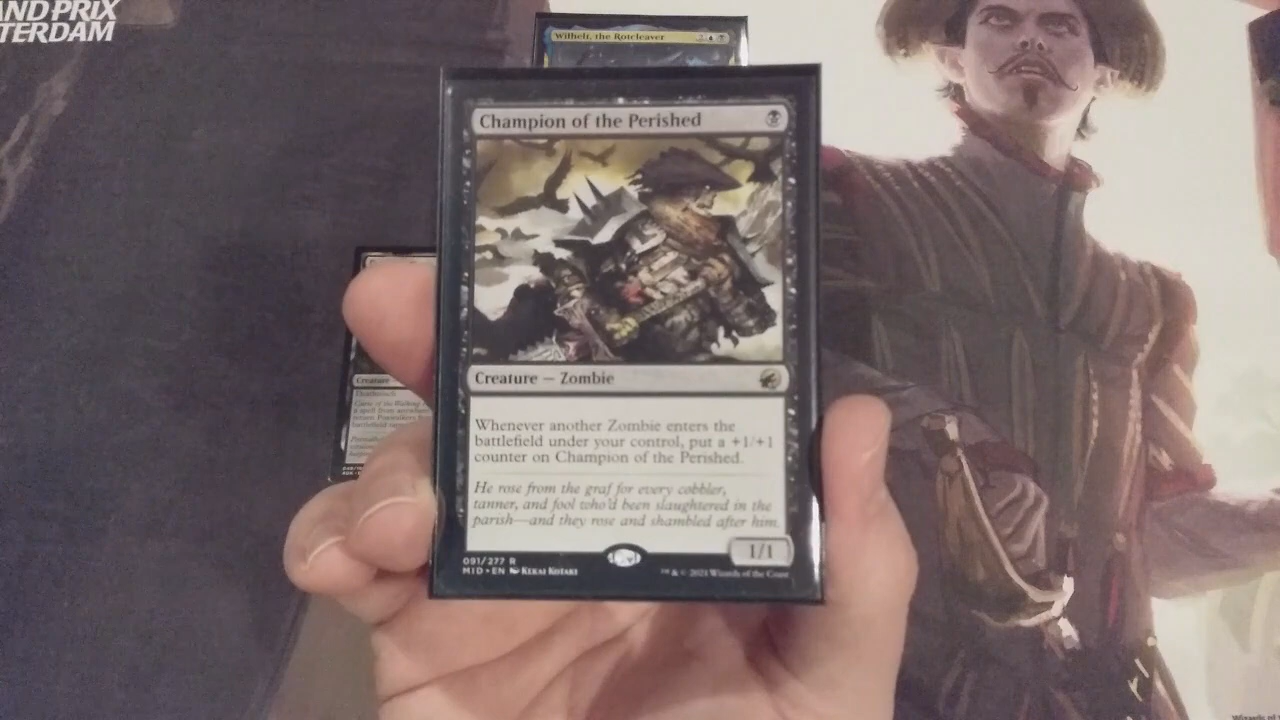 AND PRIX
TERDAM
Wilhelt, the Rotcleaver
Champion of the Perished
Creature — Zombie
Whenever another Zombie enters the
battlefield under your control, put a +1/+1
counter on Champion of the Perished.
He rose from the graf for every cobbler,
tanner, and fool who'd been slaughtered in the
parish—and they rose and shambled after him.
1/1
091/277 R
MID • EN KEKAI KOTAKI
™ & © 2021 Wizards of the Coast
Creature
Deathtouch
Wizards of